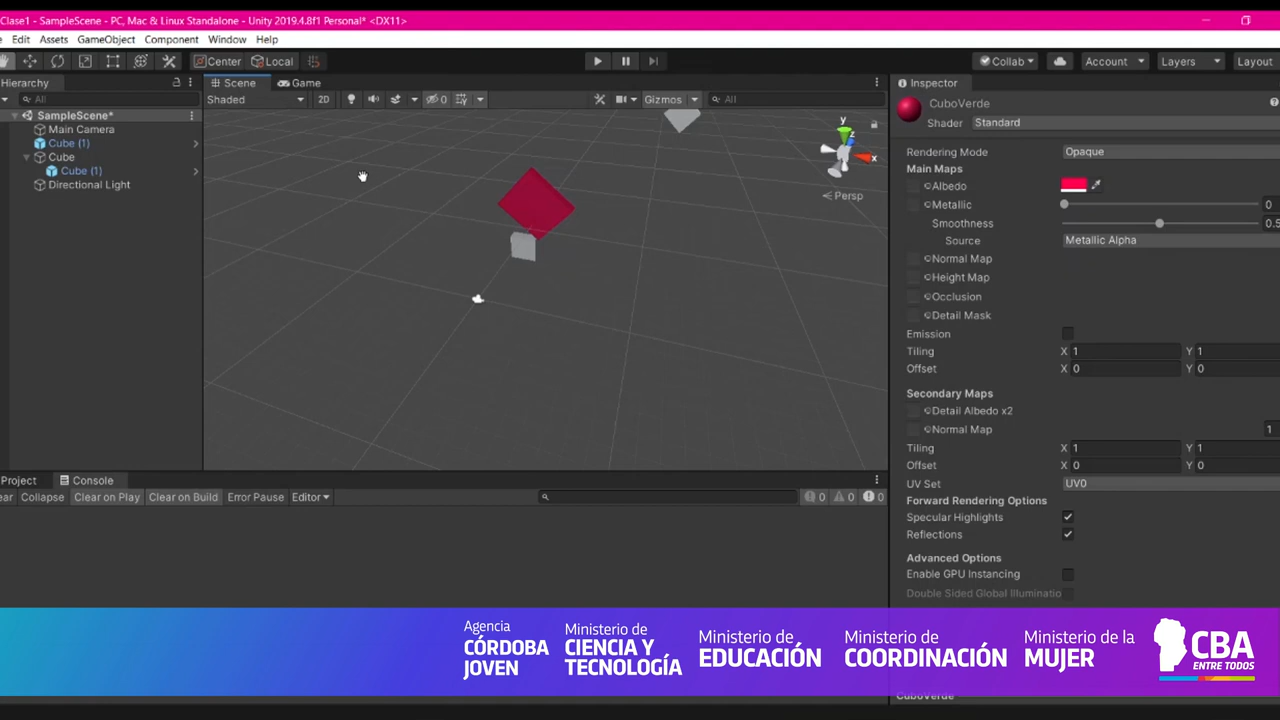 Clase1 - SampleScene - PC, Mac & Linux Standalone - Unity 2019.4.8f1 Personal* <DX11>
Edit Assets GameObject Component Window Help
Center Local Collab Account Layers Layout
Hierarchy
All
SampleScene*
Main Camera
Cube (1)
Cube
Cube (1)
Directional Light
Scene Game
Shaded 2D 0 Gizmos All
y
z
x
Persp
Inspector
CuboVerde
Shader Standard
Rendering Mode Opaque
Main Maps
Albedo
Metallic 0
Smoothness 0.5
Source Metallic Alpha
Normal Map
Height Map
Occlusion
Detail Mask
Emission
Tiling X 1 Y 1
Offset X 0 Y 0
Secondary Maps
Detail Albedo x2
Normal Map 1
Tiling X 1 Y 1
Offset X 0 Y 0
UV Set UV0
Forward Rendering Options
Specular Highlights
Reflections
Advanced Options
Enable GPU Instancing
Double Sided Global Illuminatio
Project Console
ear Collapse Clear on Play Clear on Build Error Pause Editor 0 0 0
Agencia
CÓRDOBA
JOVEN
Ministerio de
CIENCIA Y
TECNOLOGÍA
Ministerio de
EDUCACIÓN
Ministerio de
COORDINACIÓN
Ministerio de la
MUJER
CBA
ENTRE TODOS
CuboVerde